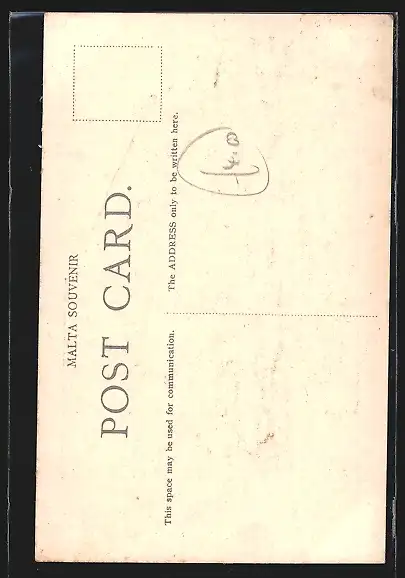 MALTA SOUVENIR
POST CARD.
This space may be used for communication.
The ADDRESS only to be written here.